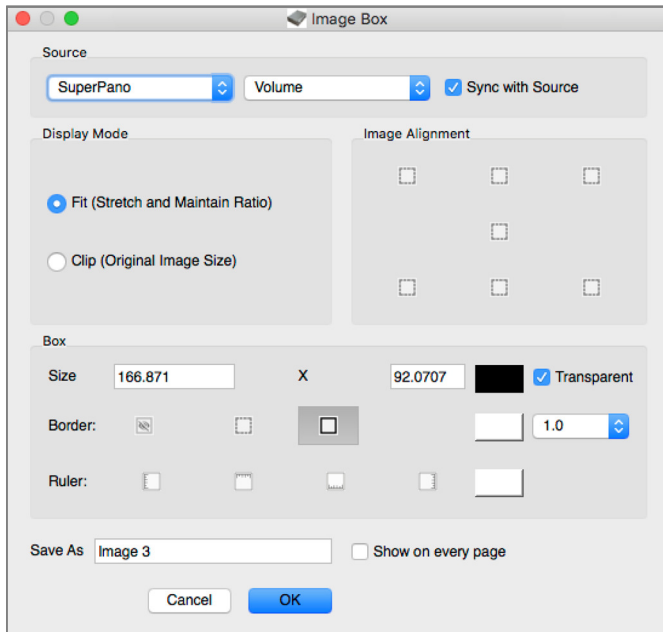 Image Box
Source
SuperPano Volume Sync with Source
Display Mode Image Alignment
Fit (Stretch and Maintain Ratio)
Clip (Original Image Size)
Box
Size 166.871 X 92.0707 Transparent
Border: 1.0
Ruler:
Save As Image 3 Show on every page
Cancel OK